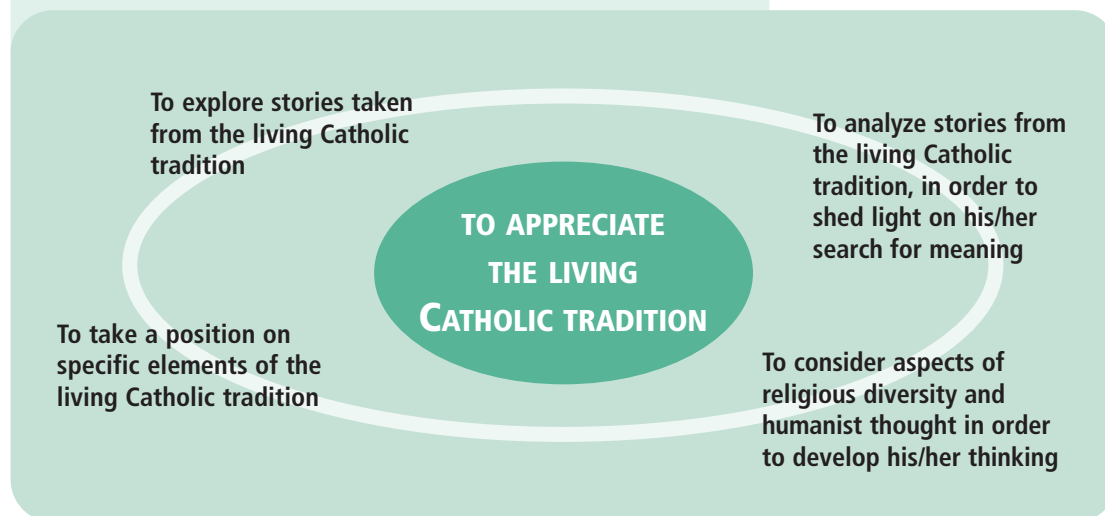 To explore stories taken
from the living Catholic
tradition
To analyze stories from
the living Catholic
tradition, in order to
shed light on his/her
search for meaning
TO APPRECIATE
THE LIVING
CATHOLIC TRADITION
To take a position on
specific elements of the
living Catholic tradition
To consider aspects of
religious diversity and
humanist thought in order
to develop his/her thinking